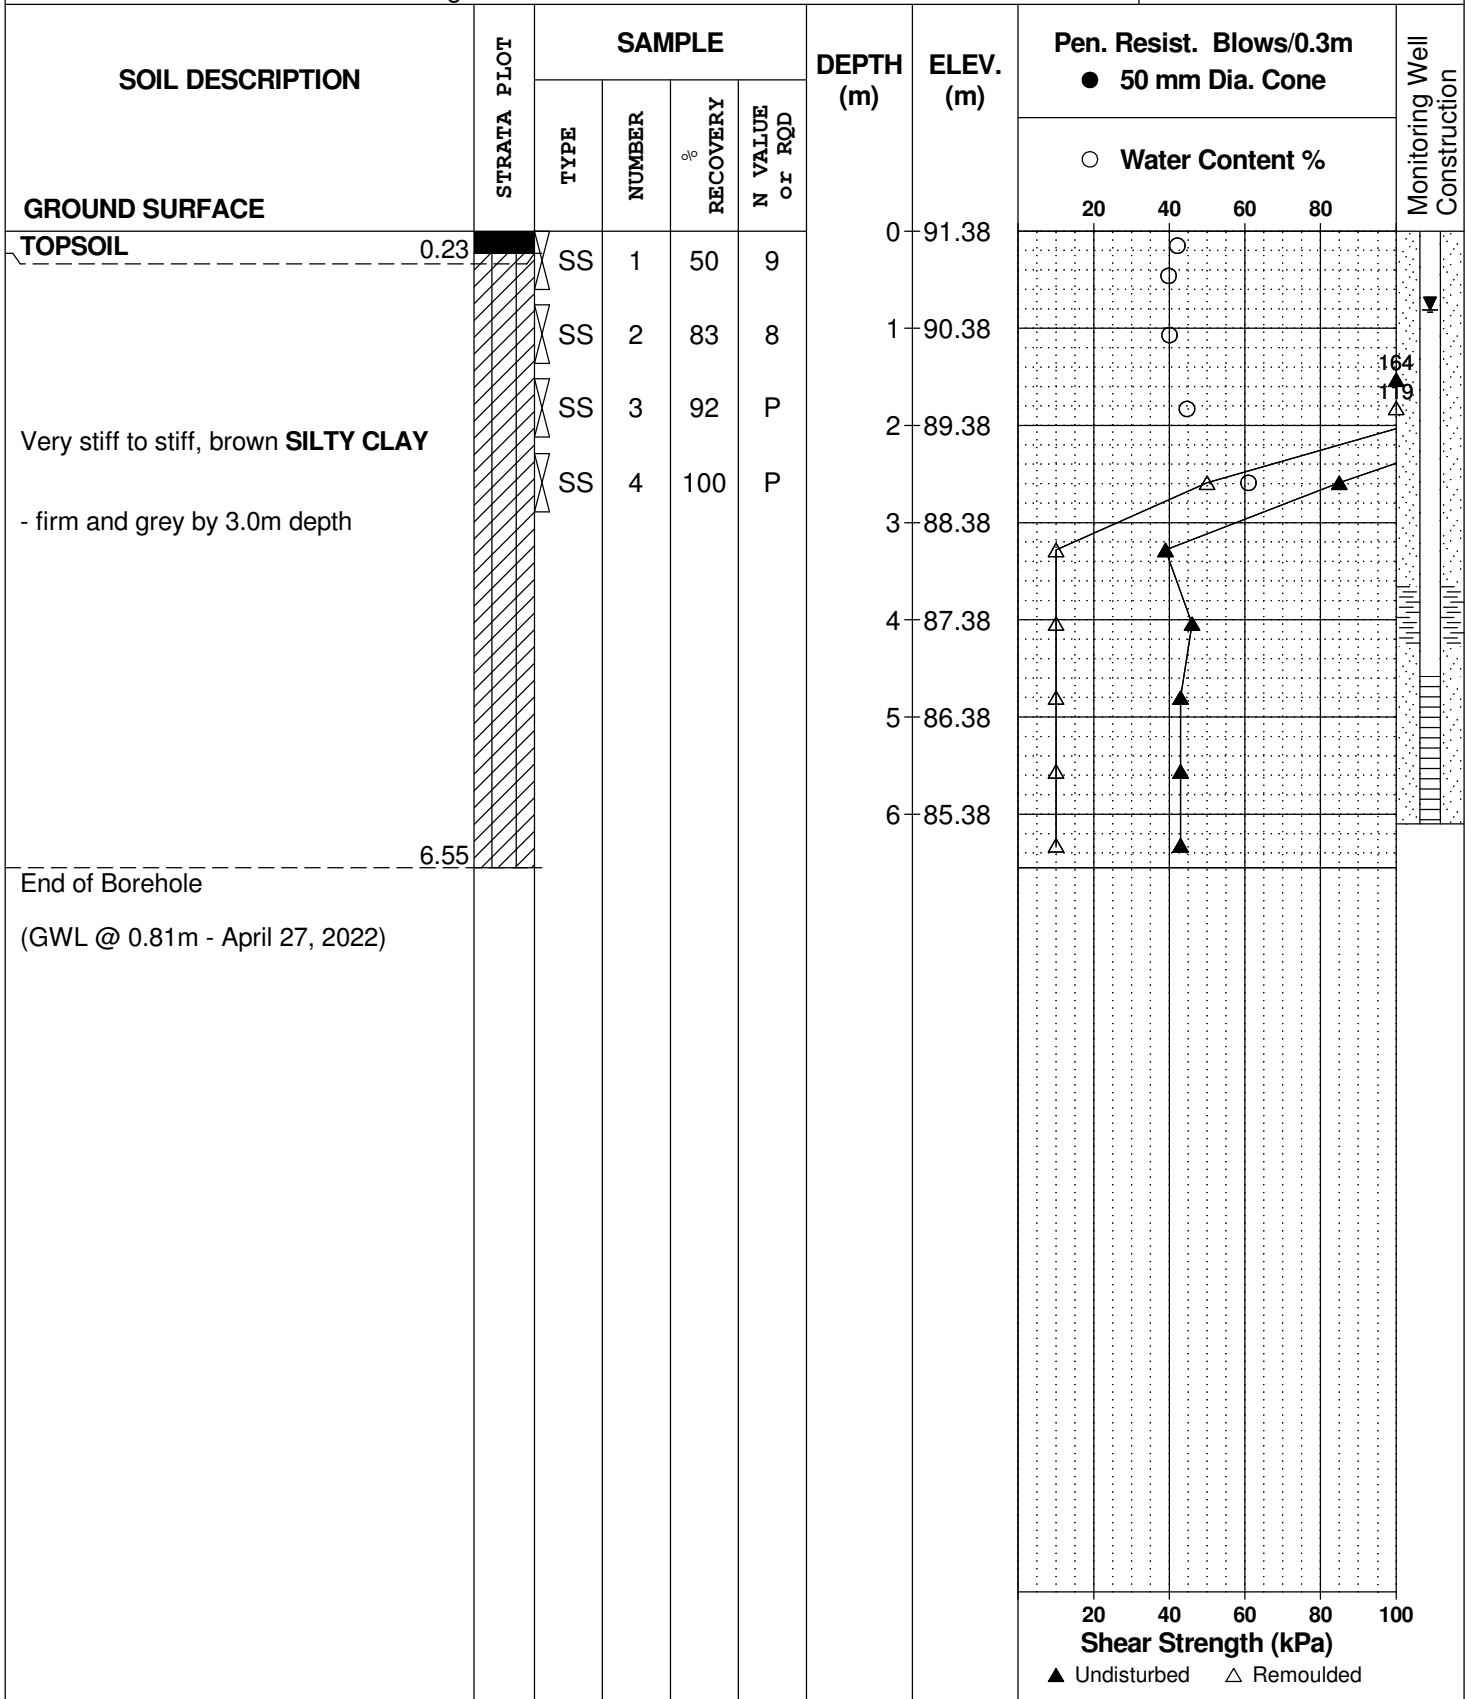 SOIL DESCRIPTION
GROUND SURFACE
STRATA PLOT
SAMPLE
TYPE
NUMBER
% RECOVERY
N VALUE or RQD
DEPTH (m)
ELEV. (m)
Pen. Resist. Blows/0.3m
● 50 mm Dia. Cone
○ Water Content %
20 40 60 80
Monitoring Well Construction
TOPSOIL 0.23
SS 1 50 9
SS 2 83 8
SS 3 92 P
SS 4 100 P
Very stiff to stiff, brown SILTY CLAY
- firm and grey by 3.0m depth
6.55
End of Borehole
(GWL @ 0.81m - April 27, 2022)
0 91.38
1 90.38
2 89.38
3 88.38
4 87.38
5 86.38
6 85.38
164
119
20 40 60 80 100
Shear Strength (kPa)
▲ Undisturbed △ Remoulded